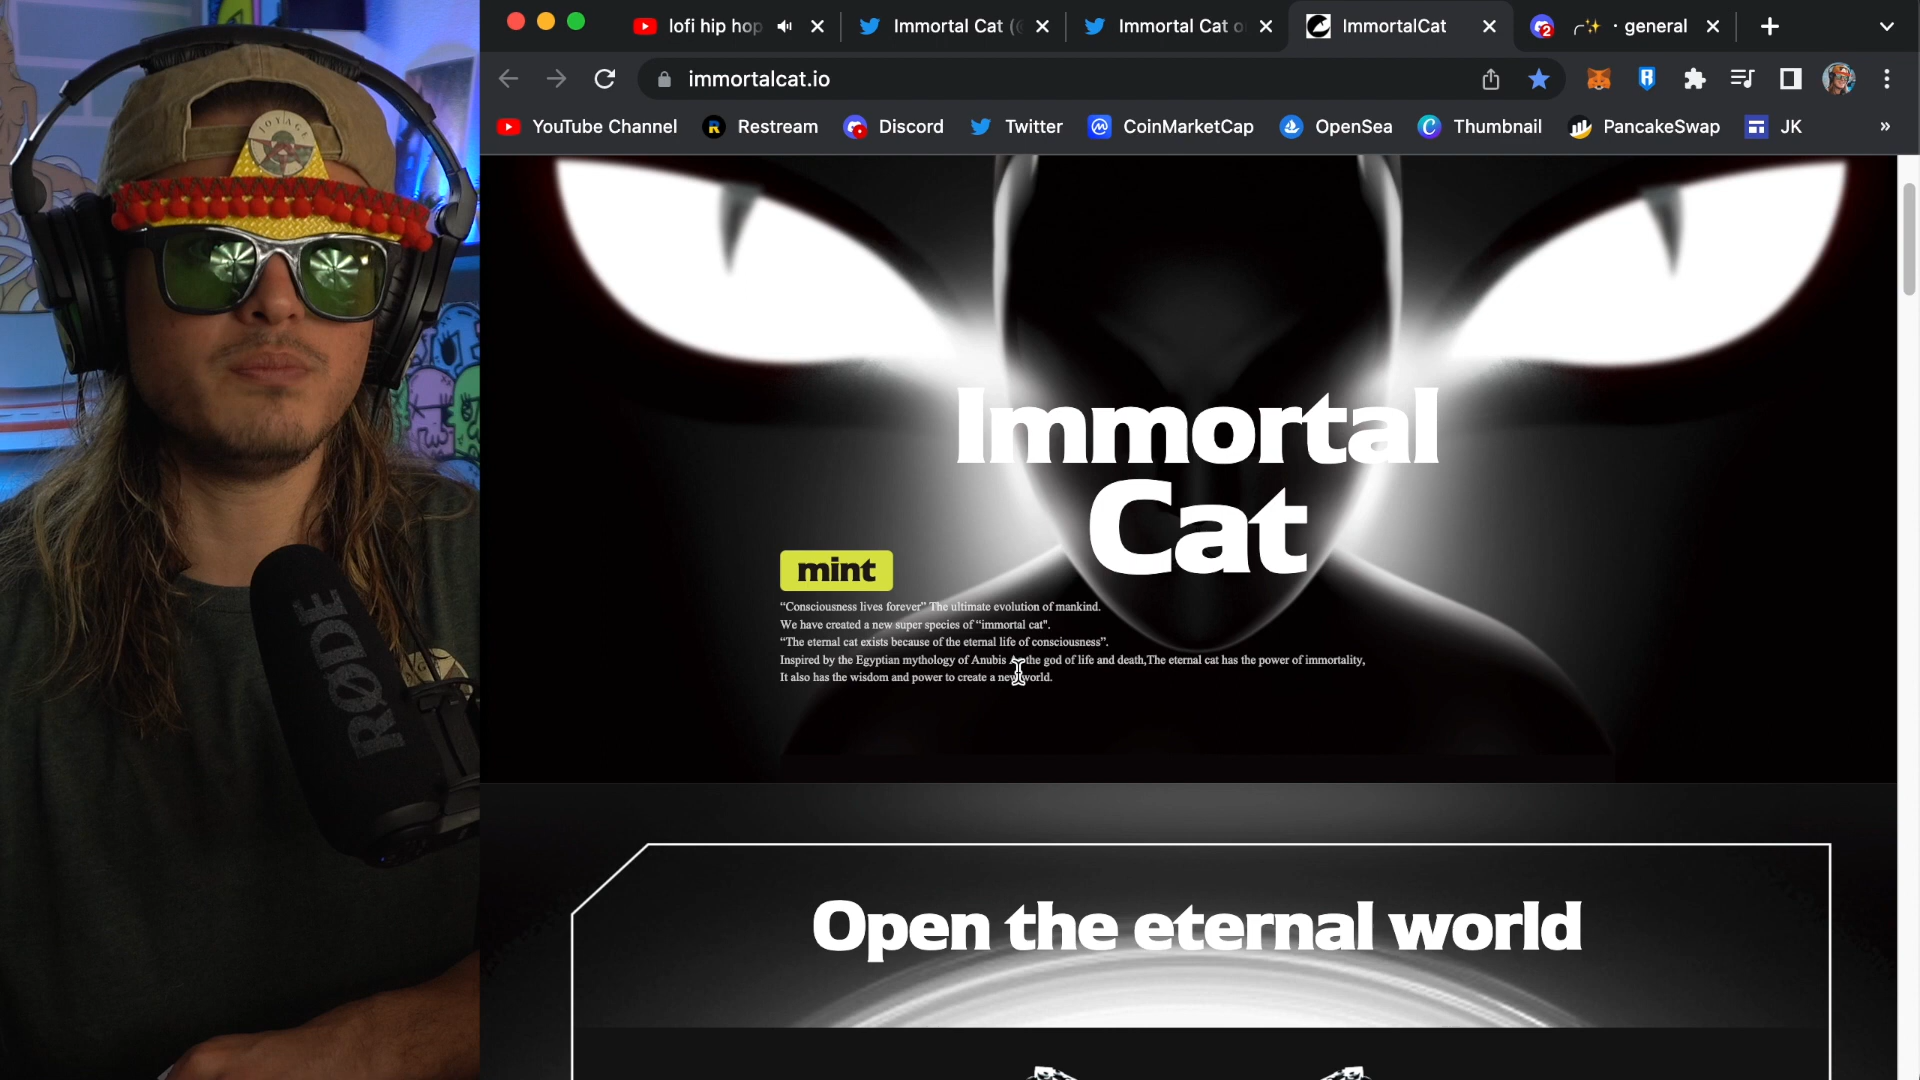 lofi hip hop
Immortal Cat (
Immortal Cat o
ImmortalCat
2
· general
immortalcat.io
YouTube Channel
Restream
Discord
Twitter
CoinMarketCap
OpenSea
Thumbnail
PancakeSwap
JK
»
VOYAGE
RØDE
Immortal
Cat
mint
“Consciousness lives forever” The ultimate evolution of mankind.
We have created a new super species of “immortal cat".
“The eternal cat exists because of the eternal life of consciousness”.
Inspired by the Egyptian mythology of Anubis the god of life and death,The eternal cat has the power of immortality,
It also has the wisdom and power to create a new world.
Open the eternal world